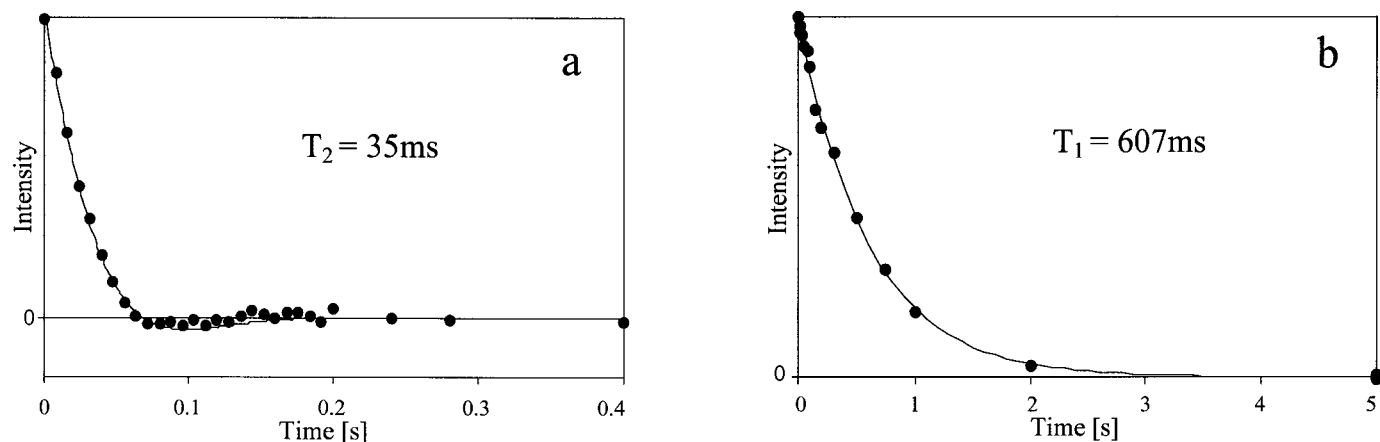 a
T₂ = 35ms
Intensity
0
0 0.1 0.2 0.3 0.4
Time [s]
b
T₁ = 607ms
Intensity
0
0 1 2 3 4 5
Time [s]